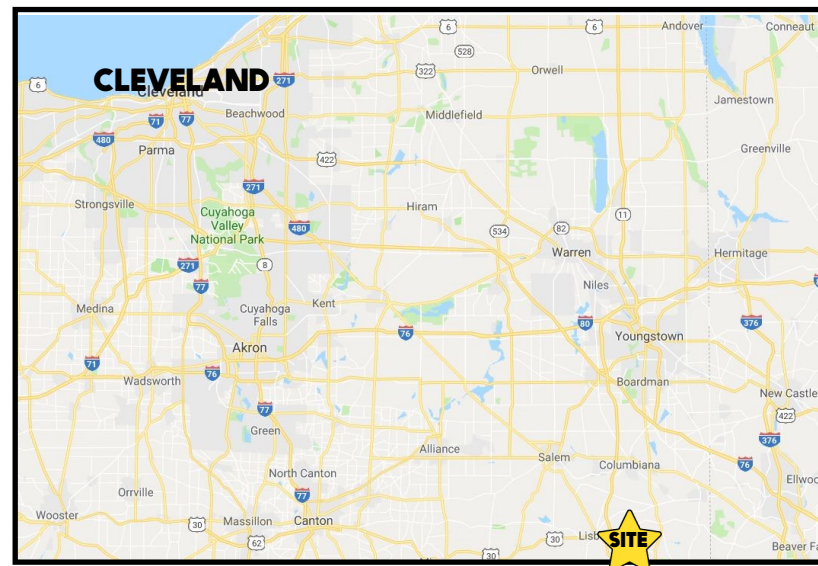 6
6
Andover
Conneaut
528
322
Orwell
CLEVELAND
Cleveland
271
6
Jamestown
Beachwood
Middlefield
71
77
480
Parma
422
Greenville
271
Strongsville
Hiram
Cuyahoga
Valley
National Park
11
480
534
82
Warren
Hermitage
8
271
77
Niles
Medina
Cuyahoga
Falls
Kent
76
80
376
Youngstown
Akron
71
76
Wadsworth
Boardman
New Castle
77
422
Green
376
Alliance
Salem
Columbiana
76
North Canton
Ellwoo
Orrville
77
Wooster
30
Massillon
Canton
62
30
Lisb
SITE
30
Beaver Fa